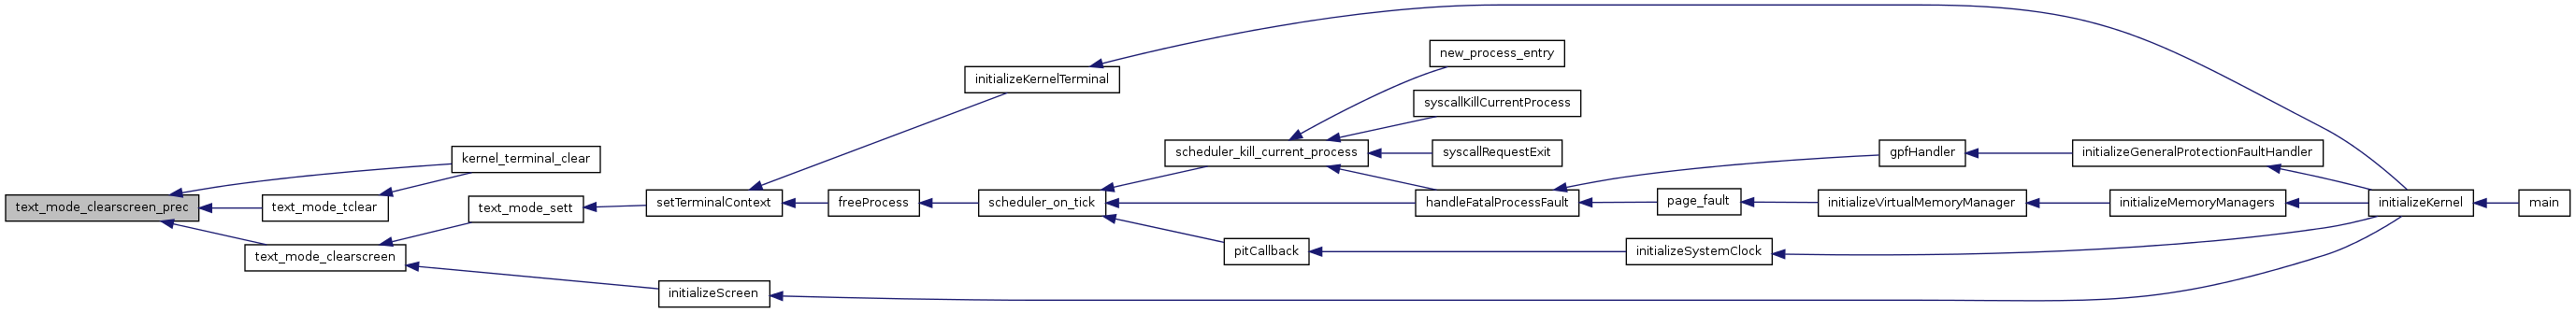 new_process_entry
initializeKernelTerminal
syscallKillCurrentProcess
kernel_terminal_clear
scheduler_kill_current_process
syscallRequestExit
gpfHandler
initializeGeneralProtectionFaultHandler
text_mode_clearscreen_prec
text_mode_tclear
text_mode_sett
setTerminalContext
freeProcess
scheduler_on_tick
handleFatalProcessFault
page_fault
initializeVirtualMemoryManager
initializeMemoryManagers
initializeKernel
main
text_mode_clearscreen
pitCallback
initializeSystemClock
initializeScreen